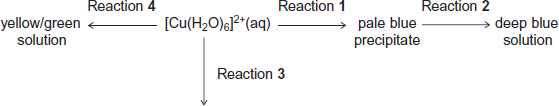 Reaction 4
Reaction 1
Reaction 2
yellow/green solution
[Cu(H₂O)₆]²⁺(aq)
pale blue precipitate
deep blue solution
Reaction 3